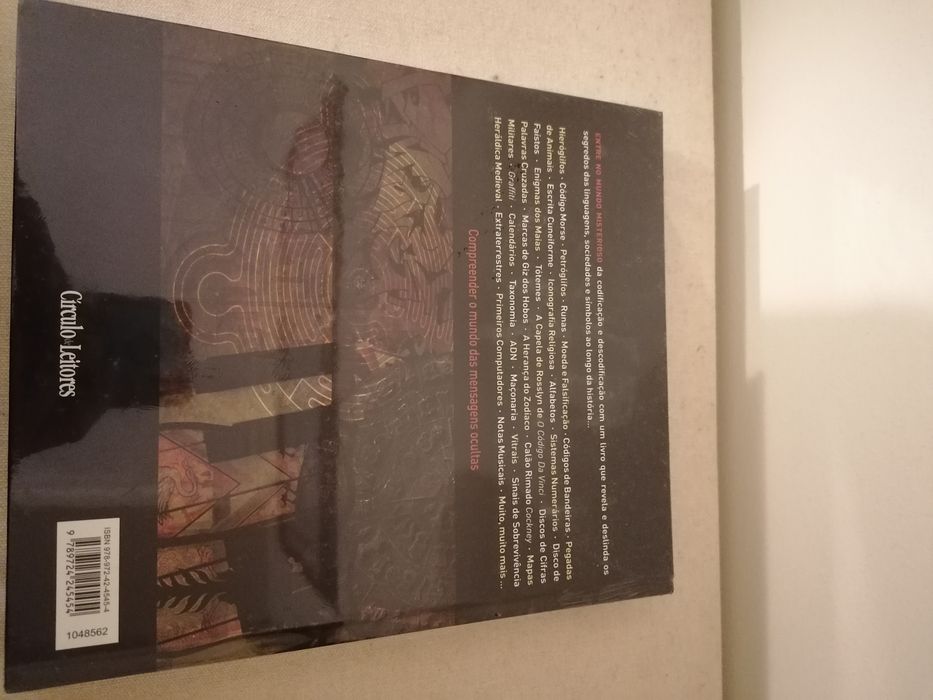 ENTRE NO MUNDO MISTERIOSO da codificação e descodificação com um livro que revela e deslinda os
segredos das linguagens, sociedades e símbolos ao longo da história...
Hieróglifos · Código Morse · Petróglifos · Runas · Moeda e Falsificação · Códigos de Bandeiras · Pegadas
de Animais · Escrita Cuneiforme · Iconografia Religiosa · Alfabetos · Sistemas Numerários · Disco de
Faistos · Enigmas dos Maias · Tótemes · A Capela de Rosslyn de O Código Da Vinci · Discos de Cifras
Palavras Cruzadas · Marcas de Giz dos Hobos · A Herança do Zodíaco · Calão Rimado Cockney · Mapas
Militares · Graffiti · Calendários · Taxonomia · ADN · Maçonaria · Vitrais · Sinais de Sobrevivência
Heráldica Medieval · Extraterrestres · Primeiros Computadores · Notas Musicais · Muito, muito mais ...
Compreender o mundo das mensagens ocultas
Círculo de Leitores
ISBN 978-972-42-4545-4
9 789724 245454
1048562